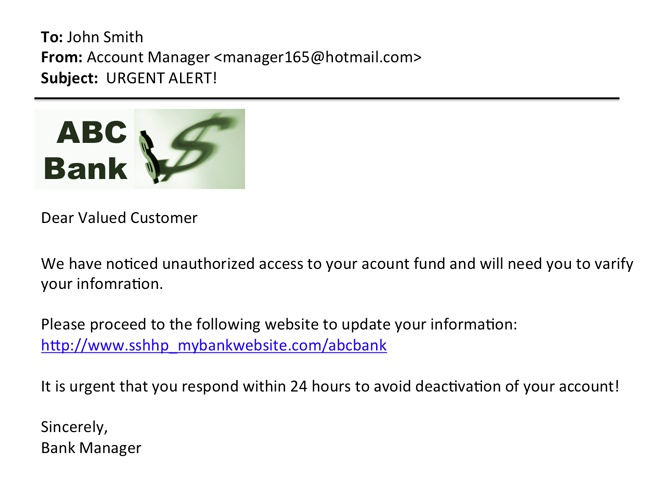 To: John Smith
From: Account Manager <manager165@hotmail.com>
Subject: URGENT ALERT!
ABC
Bank
Dear Valued Customer
We have noticed unauthorized access to your acount fund and will need you to varify
your infomration.
Please proceed to the following website to update your information:
http://www.sshhp_mybankwebsite.com/abcbank
It is urgent that you respond within 24 hours to avoid deactivation of your account!
Sincerely,
Bank Manager